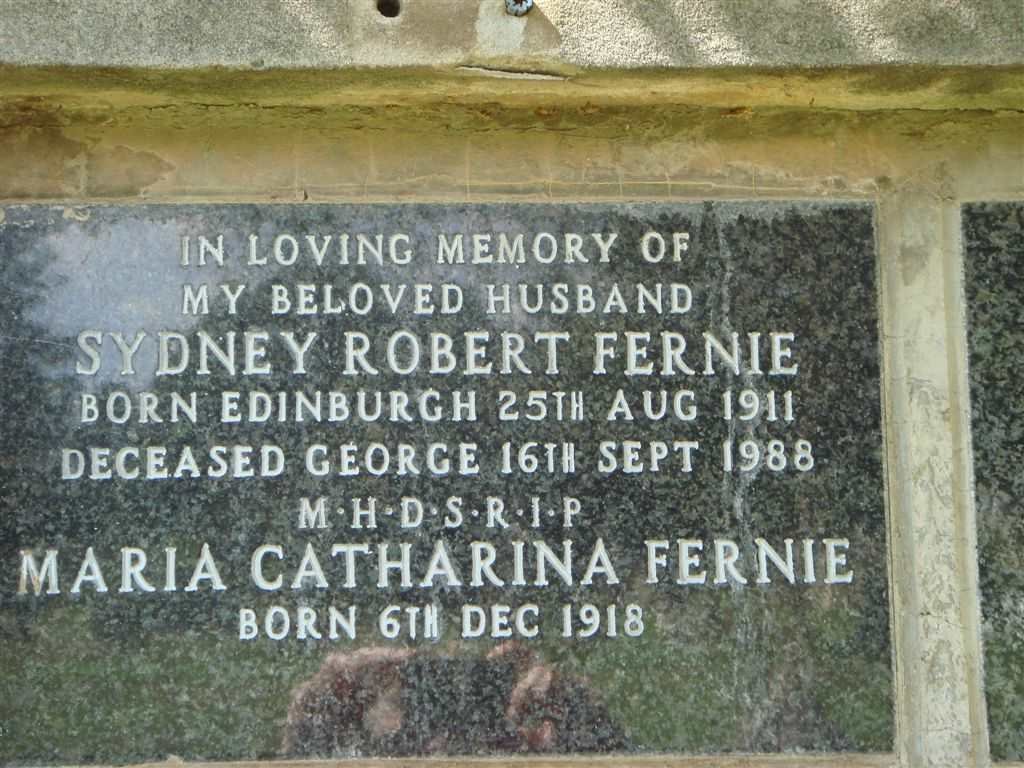 IN LOVING MEMORY OF
MY BELOVED HUSBAND
SYDNEY ROBERT FERNIE
BORN EDINBURGH 25TH AUG 1911
DECEASED GEORGE 16TH SEPT 1988
M·H·D·S·R·I·P
MARIA CATHARINA FERNIE
BORN 6TH DEC 1918